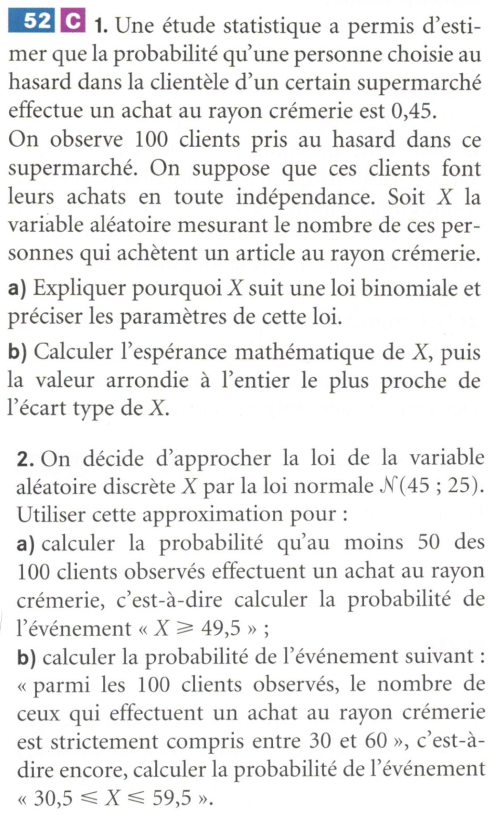 52 C 1. Une étude statistique a permis d'esti-
mer que la probabilité qu'une personne choisie au
hasard dans la clientèle d'un certain supermarché
effectue un achat au rayon crémerie est 0,45.
On observe 100 clients pris au hasard dans ce
supermarché. On suppose que ces clients font
leurs achats en toute indépendance. Soit X la
variable aléatoire mesurant le nombre de ces per-
sonnes qui achètent un article au rayon crémerie.
a) Expliquer pourquoi X suit une loi binomiale et
préciser les paramètres de cette loi.
b) Calculer l'espérance mathématique de X, puis
la valeur arrondie à l'entier le plus proche de
l'écart type de X.
2. On décide d'approcher la loi de la variable
aléatoire discrète X par la loi normale 𝒩(45 ; 25).
Utiliser cette approximation pour :
a) calculer la probabilité qu'au moins 50 des
100 clients observés effectuent un achat au rayon
crémerie, c'est-à-dire calculer la probabilité de
l'événement « X ⩾ 49,5 » ;
b) calculer la probabilité de l'événement suivant :
« parmi les 100 clients observés, le nombre de
ceux qui effectuent un achat au rayon crémerie
est strictement compris entre 30 et 60 », c'est-à-
dire encore, calculer la probabilité de l'événement
« 30,5 ⩽ X ⩽ 59,5 ».